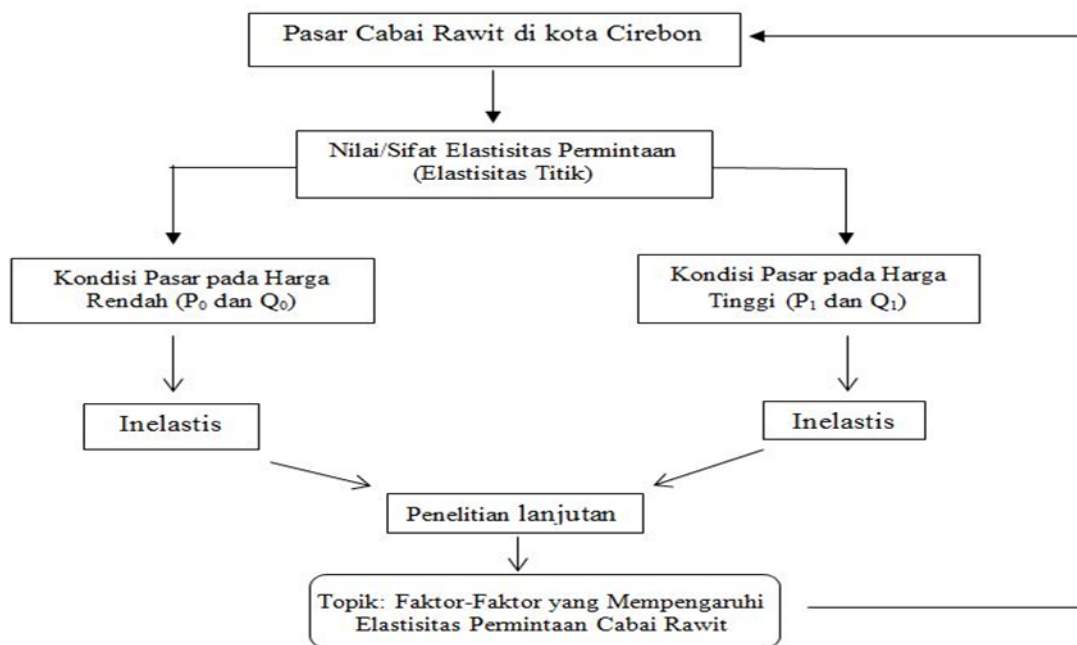 Pasar Cabai Rawit di kota Cirebon
Nilai/Sifat Elastisitas Permintaan
(Elastisitas Titik)
Kondisi Pasar pada Harga
Rendah (P₀ dan Q₀)
Kondisi Pasar pada Harga
Tinggi (P₁ dan Q₁)
Inelastis
Inelastis
Penelitian lanjutan
Topik: Faktor-Faktor yang Mempengaruhi
Elastisitas Permintaan Cabai Rawit